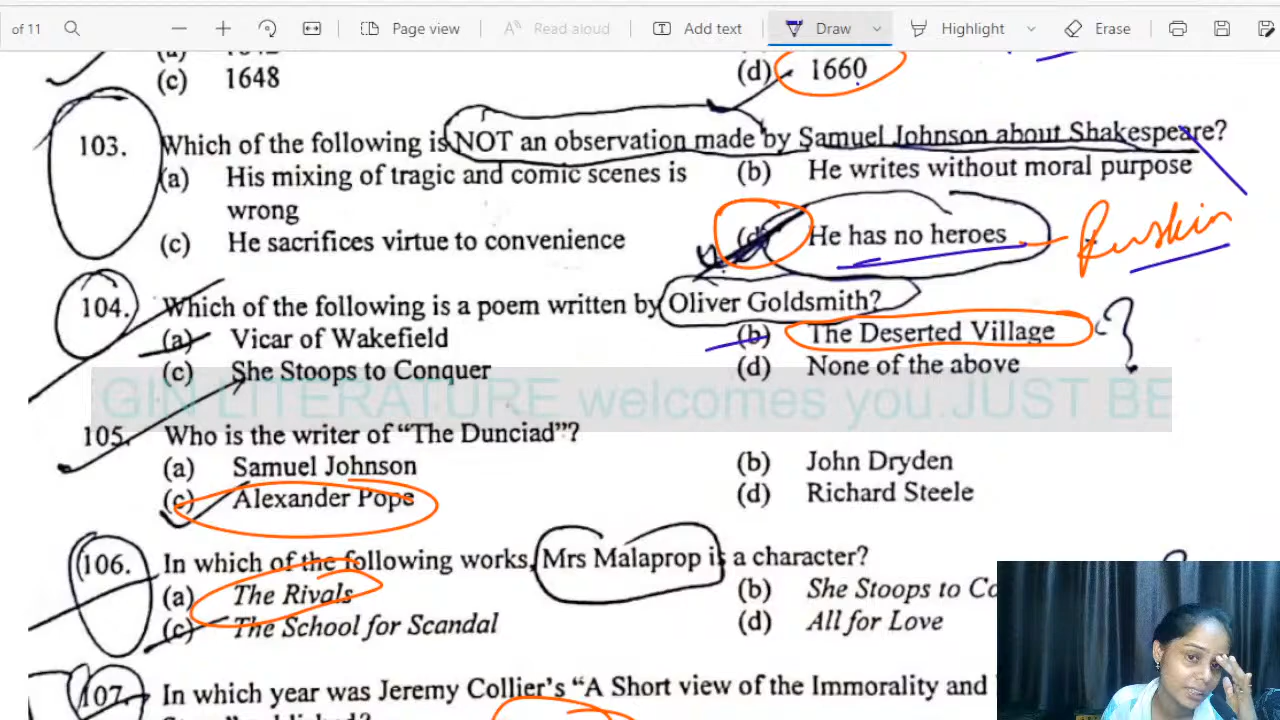 of 11
Page view
Read aloud
Add text
Draw
Highlight
Erase
(c) 1648
(d) 1660
103. Which of the following is NOT an observation made by Samuel Johnson about Shakespeare?
(a) His mixing of tragic and comic scenes is wrong
(b) He writes without moral purpose
(c) He sacrifices virtue to convenience
(d) He has no heroes
Ruskin
104. Which of the following is a poem written by Oliver Goldsmith?
(a) Vicar of Wakefield
(b) The Deserted Village
?
(c) She Stoops to Conquer
(d) None of the above
GIN LITERATURE welcomes you.JUST BE
105. Who is the writer of “The Dunciad”?
(a) Samuel Johnson
(b) John Dryden
(c) Alexander Pope
(d) Richard Steele
106. In which of the following works, Mrs Malaprop is a character?
(a) The Rivals
(b) She Stoops to Co
(c) The School for Scandal
(d) All for Love
107. In which year was Jeremy Collier’s “A Short view of the Immorality and